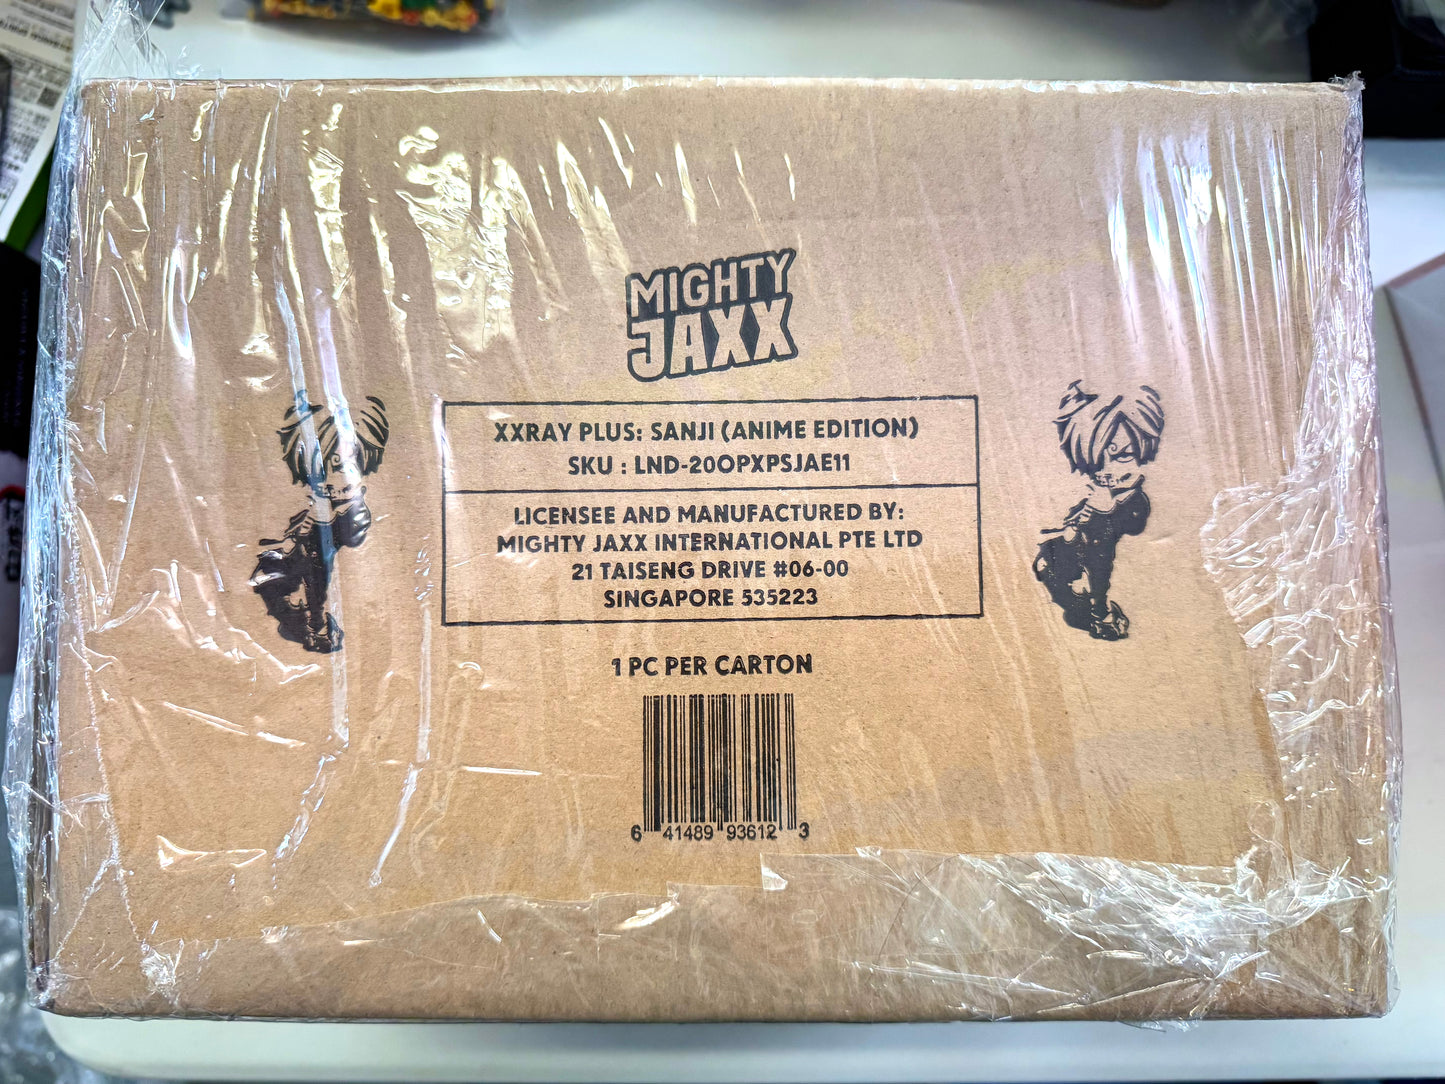 MIGHTY
JAXX
XXRAY PLUS: SANJI (ANIME EDITION)
SKU : LND-20OPXPSJAE11
LICENSEE AND MANUFACTURED BY:
MIGHTY JAXX INTERNATIONAL PTE LTD
21 TAISENG DRIVE #06-00
SINGAPORE 535223
1 PC PER CARTON
6 41489 93612 3